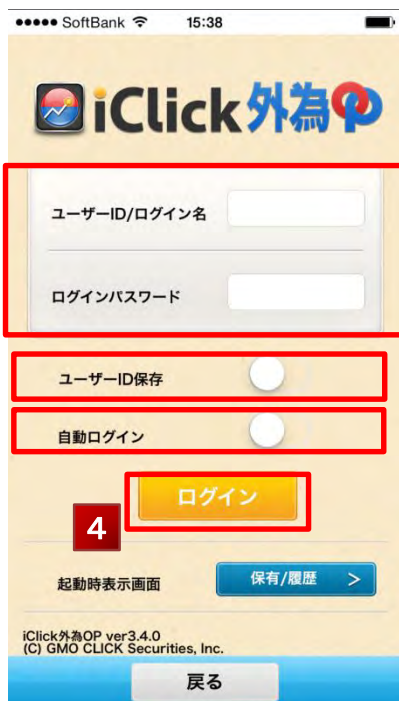 SoftBank 15:38
iClick外為OP
ユーザーID/ログイン名
ログインパスワード
ユーザーID保存
自動ログイン
ログイン
4
起動時表示画面
保有/履歴 >
iClick外為OP ver3.4.0
(C) GMO CLICK Securities, Inc.
戻る